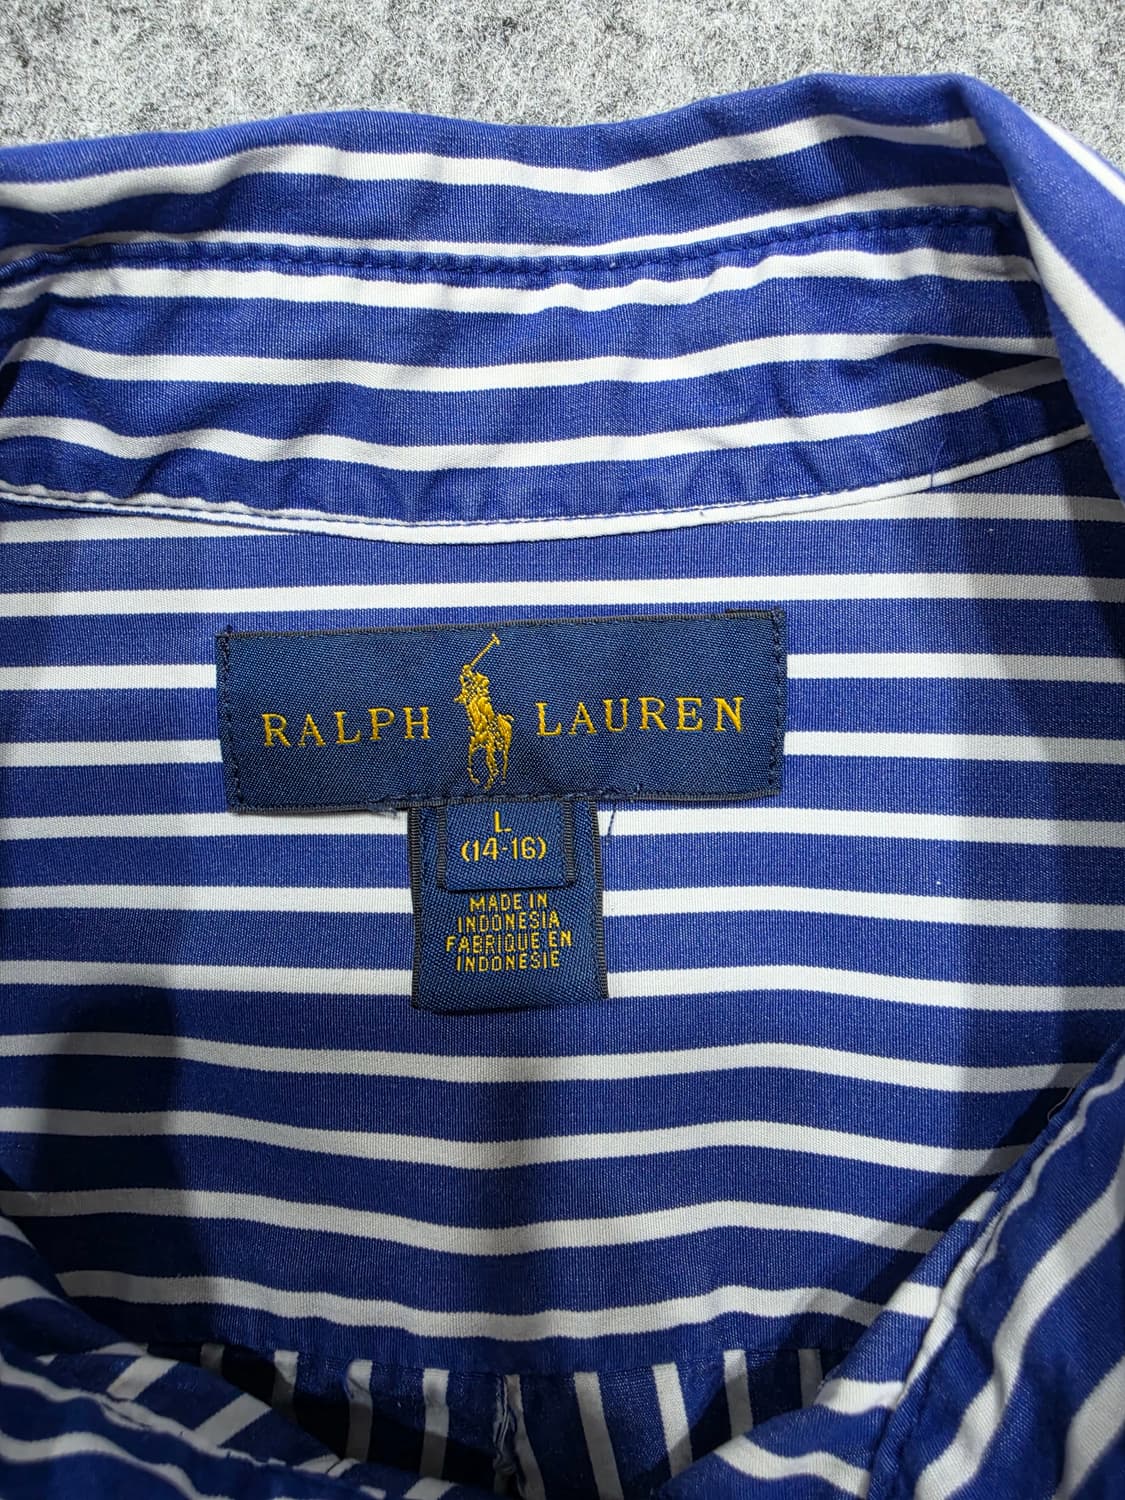 RALPH LAUREN
L
(14-16)
MADE IN
INDONESIA
FABRIQUE EN
INDONESIE